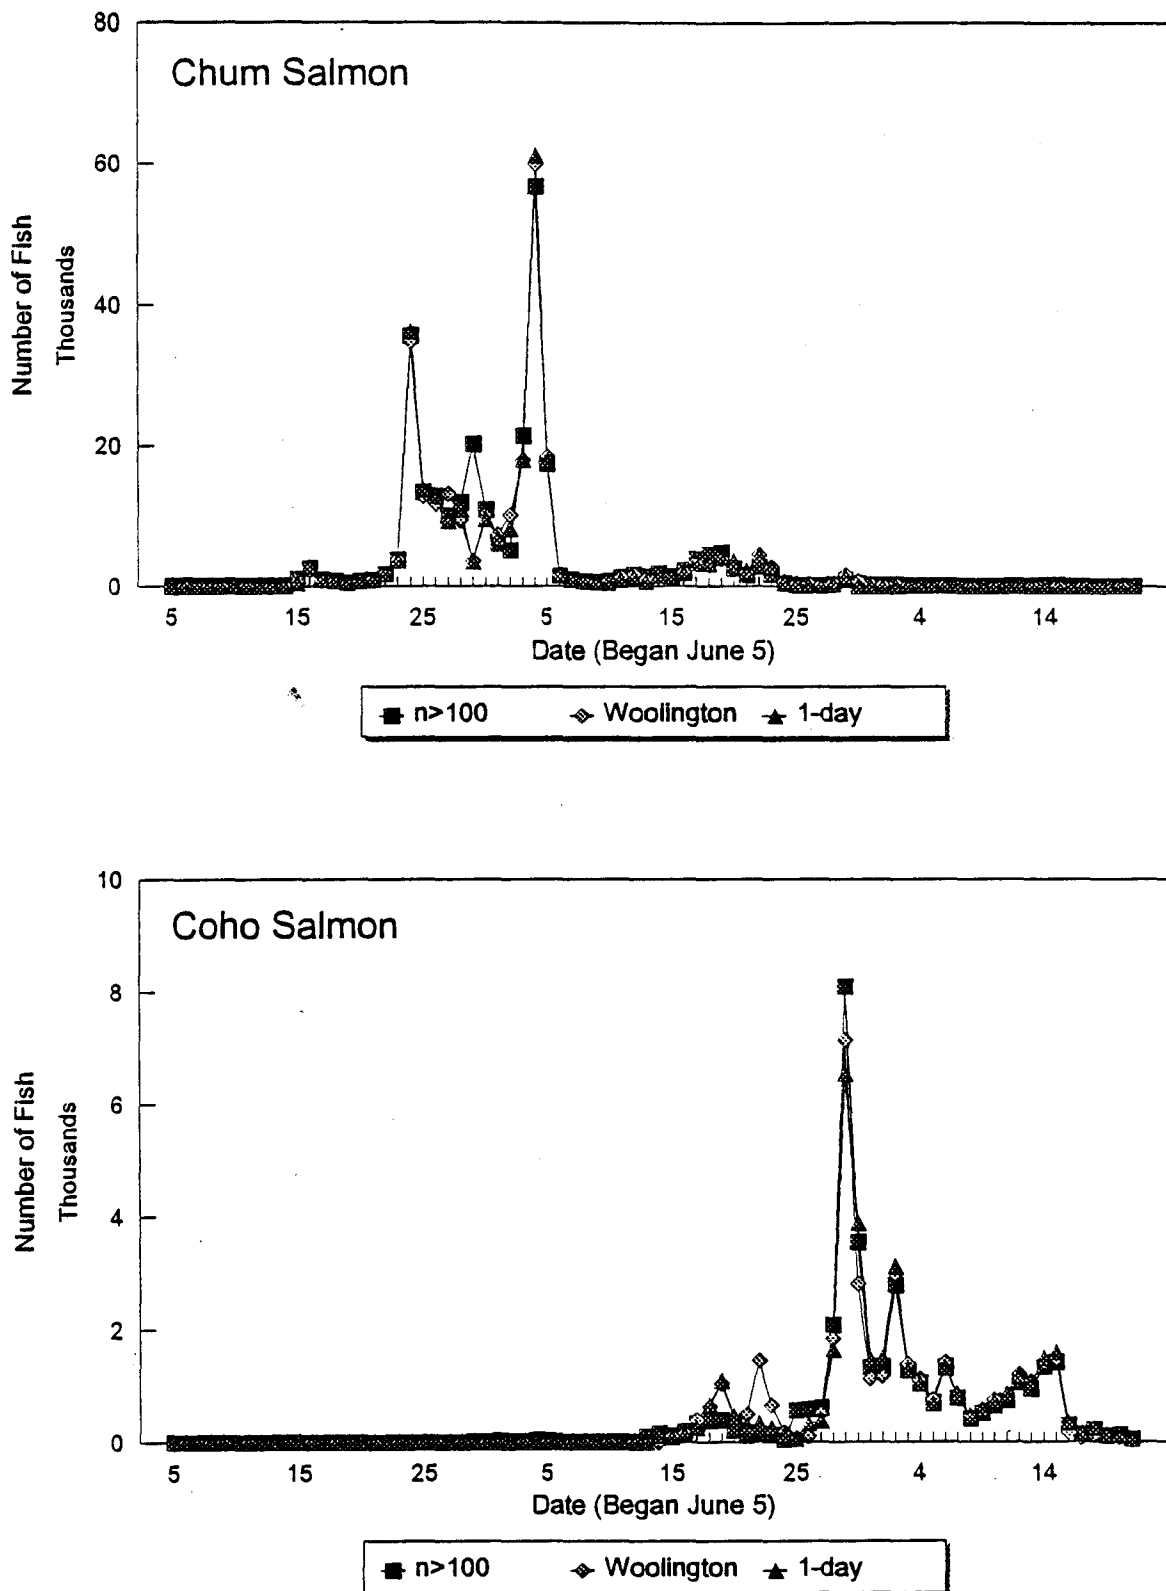 80
Chum Salmon
60
Number of Fish
Thousands
40
20
0
5 15 25 5 15 25 4 14
Date (Began June 5)
n>100 Woolington 1-day
10
Coho Salmon
8
6
Number of Fish
Thousands
4
2
0
5 15 25 5 15 25 4 14
Date (Began June 5)
n>100 Woolington 1-day